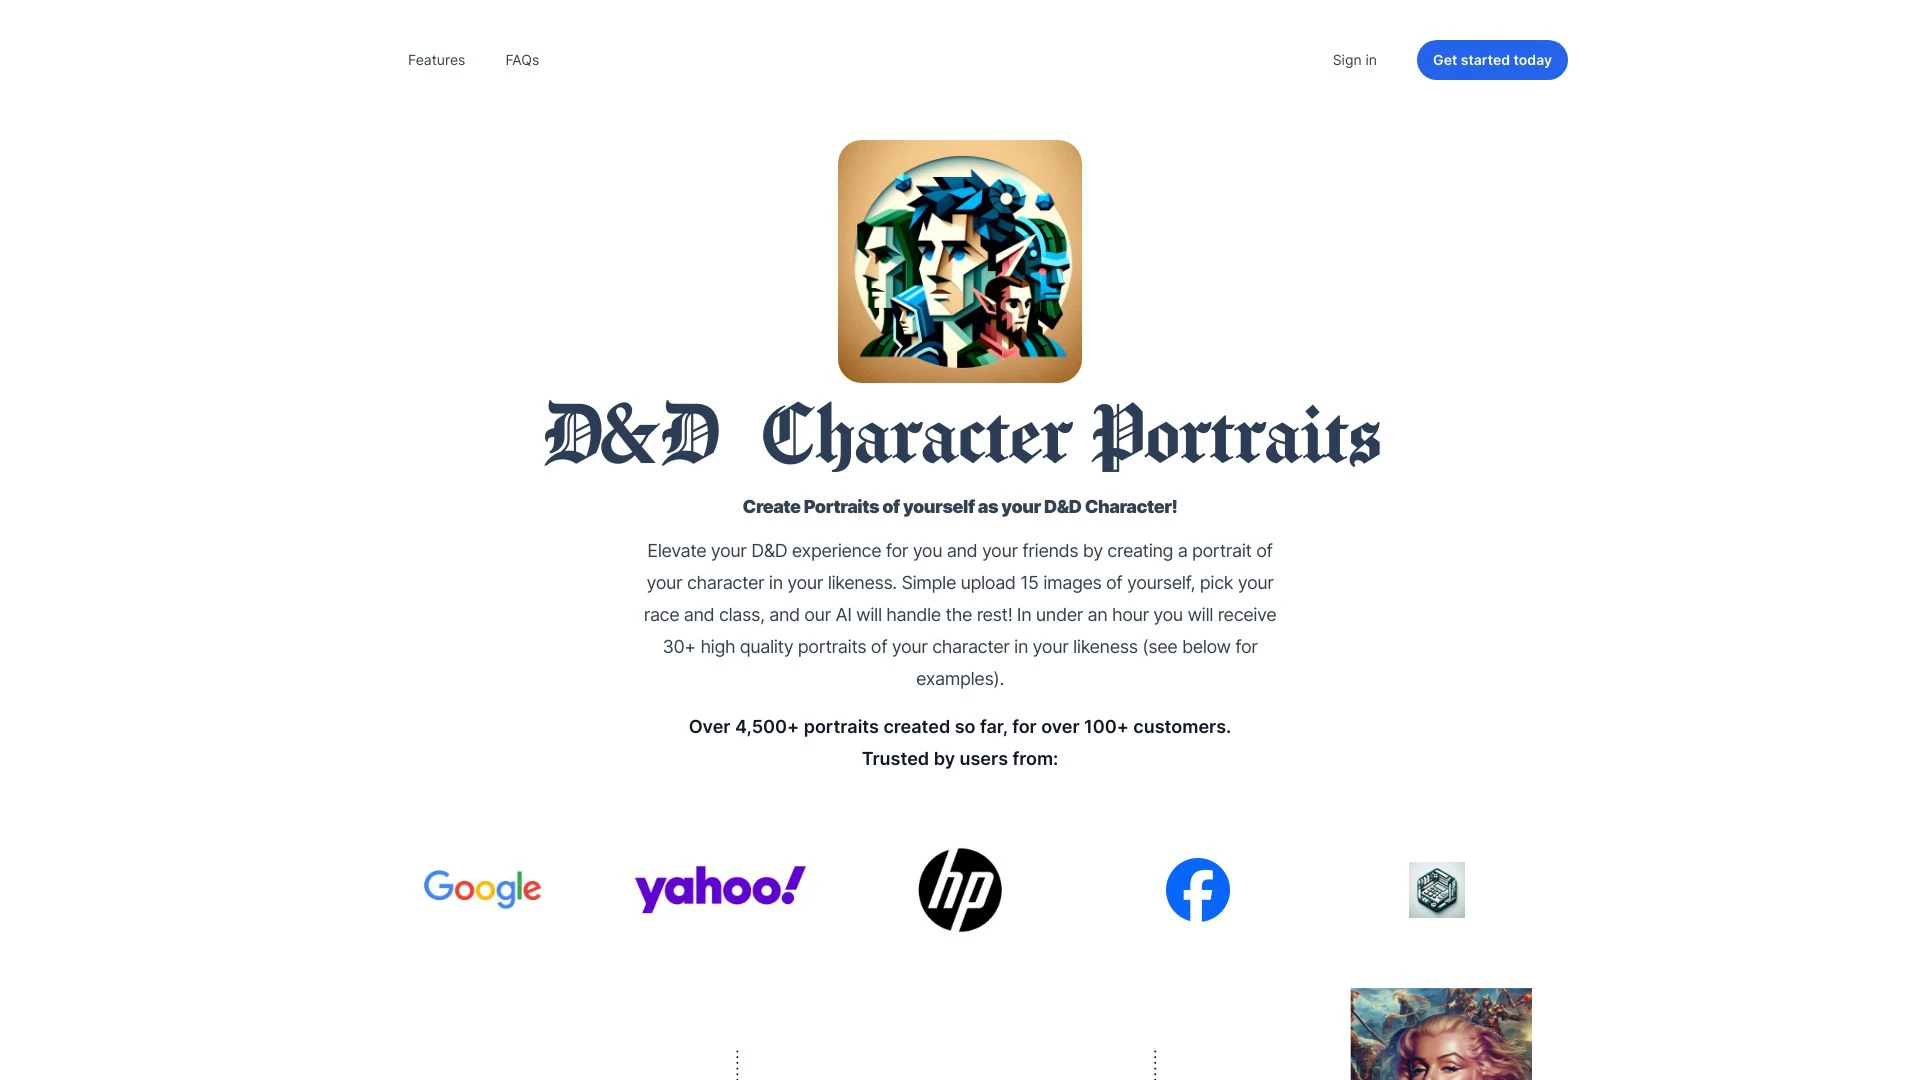 Features
FAQs
Sign in
Get started today
D&D Character Portraits
Create Portraits of yourself as your D&D Character!
Elevate your D&D experience for you and your friends by creating a portrait of
your character in your likeness. Simple upload 15 images of yourself, pick your
race and class, and our AI will handle the rest! In under an hour you will receive
30+ high quality portraits of your character in your likeness (see below for
examples).
Over 4,500+ portraits created so far, for over 100+ customers.
Trusted by users from:
Google
yahoo!
hp
f